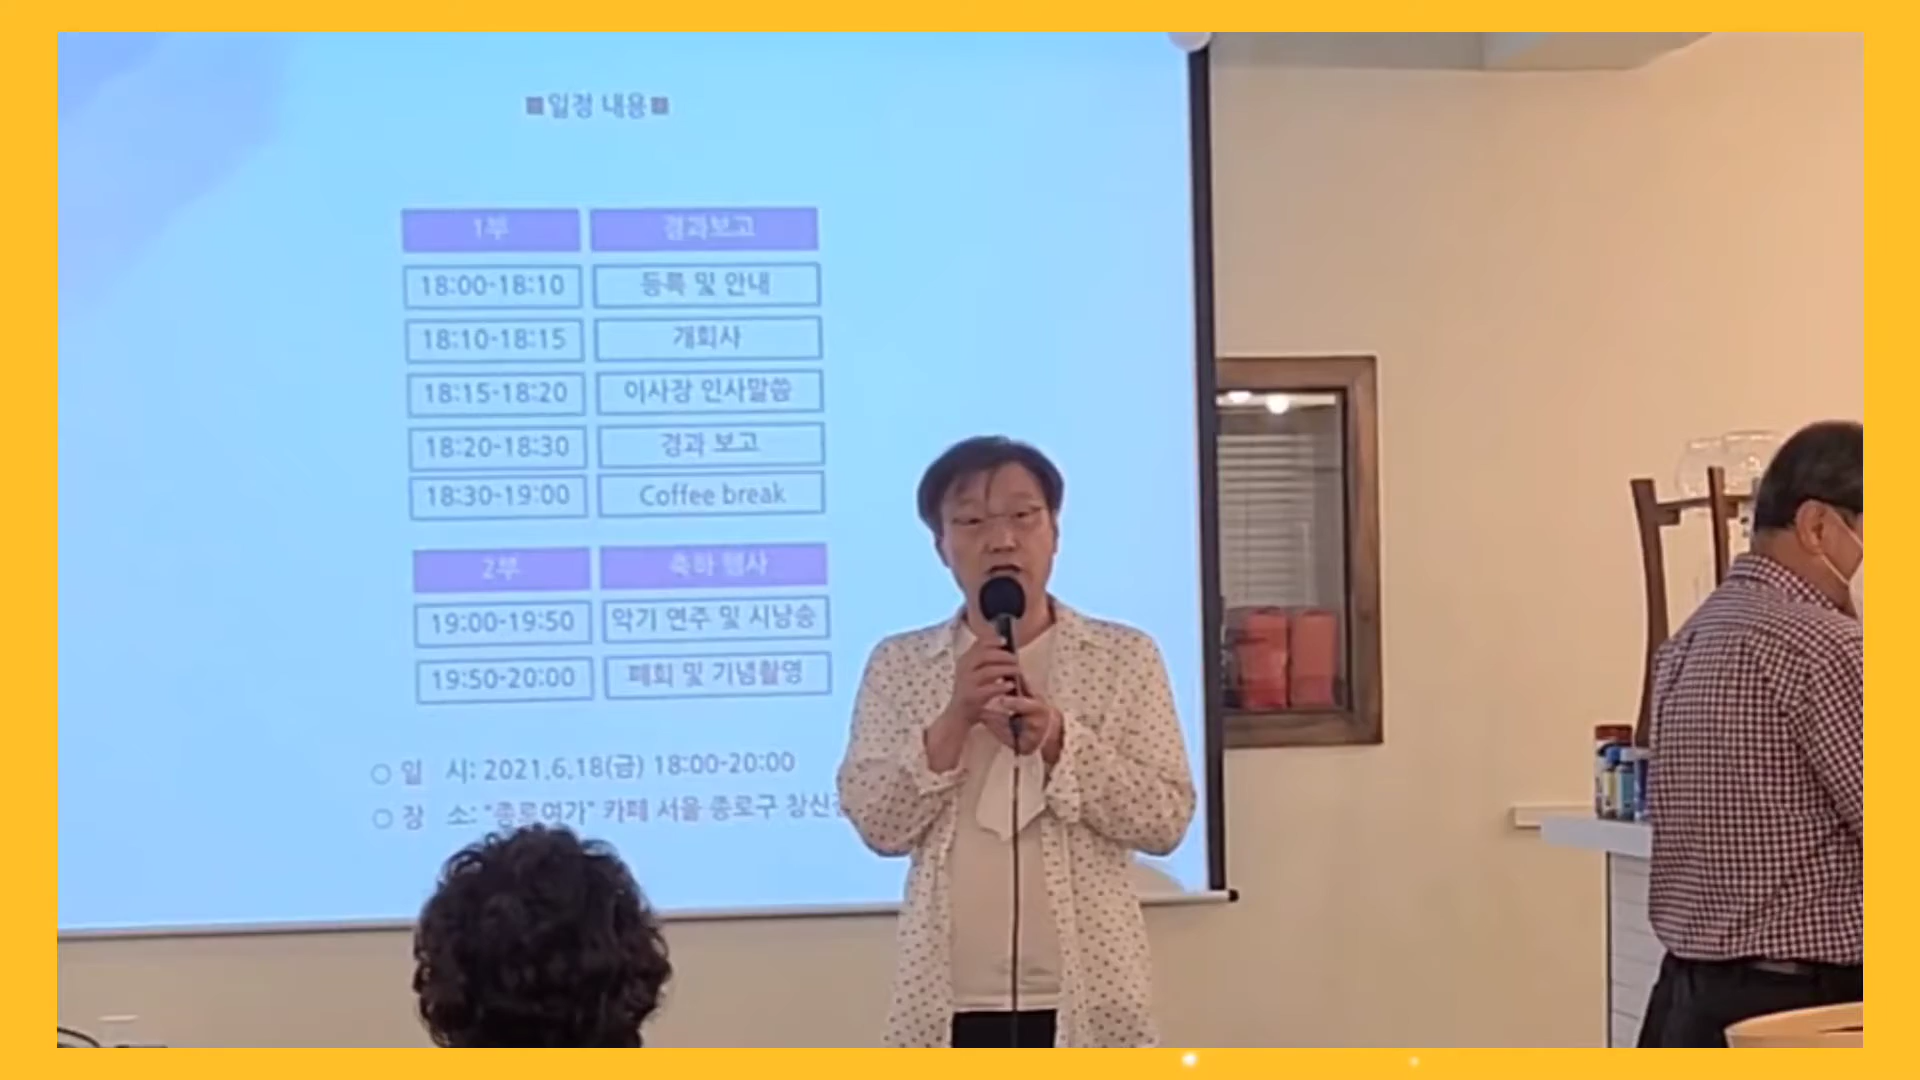 ■일정 내용■
1부 경과보고
18:00-18:10 등록 및 안내
18:10-18:15 개회사
18:15-18:20 이사장 인사말씀
18:20-18:30 경과 보고
18:30-19:00 Coffee break
2부 축하 행사
19:00-19:50 악기 연주 및 시낭송
19:50-20:00 폐회 및 기념촬영
○ 일 시: 2021.6.18(금) 18:00-20:00
○ 장 소: "종로여가" 카페 서울 종로구 창신